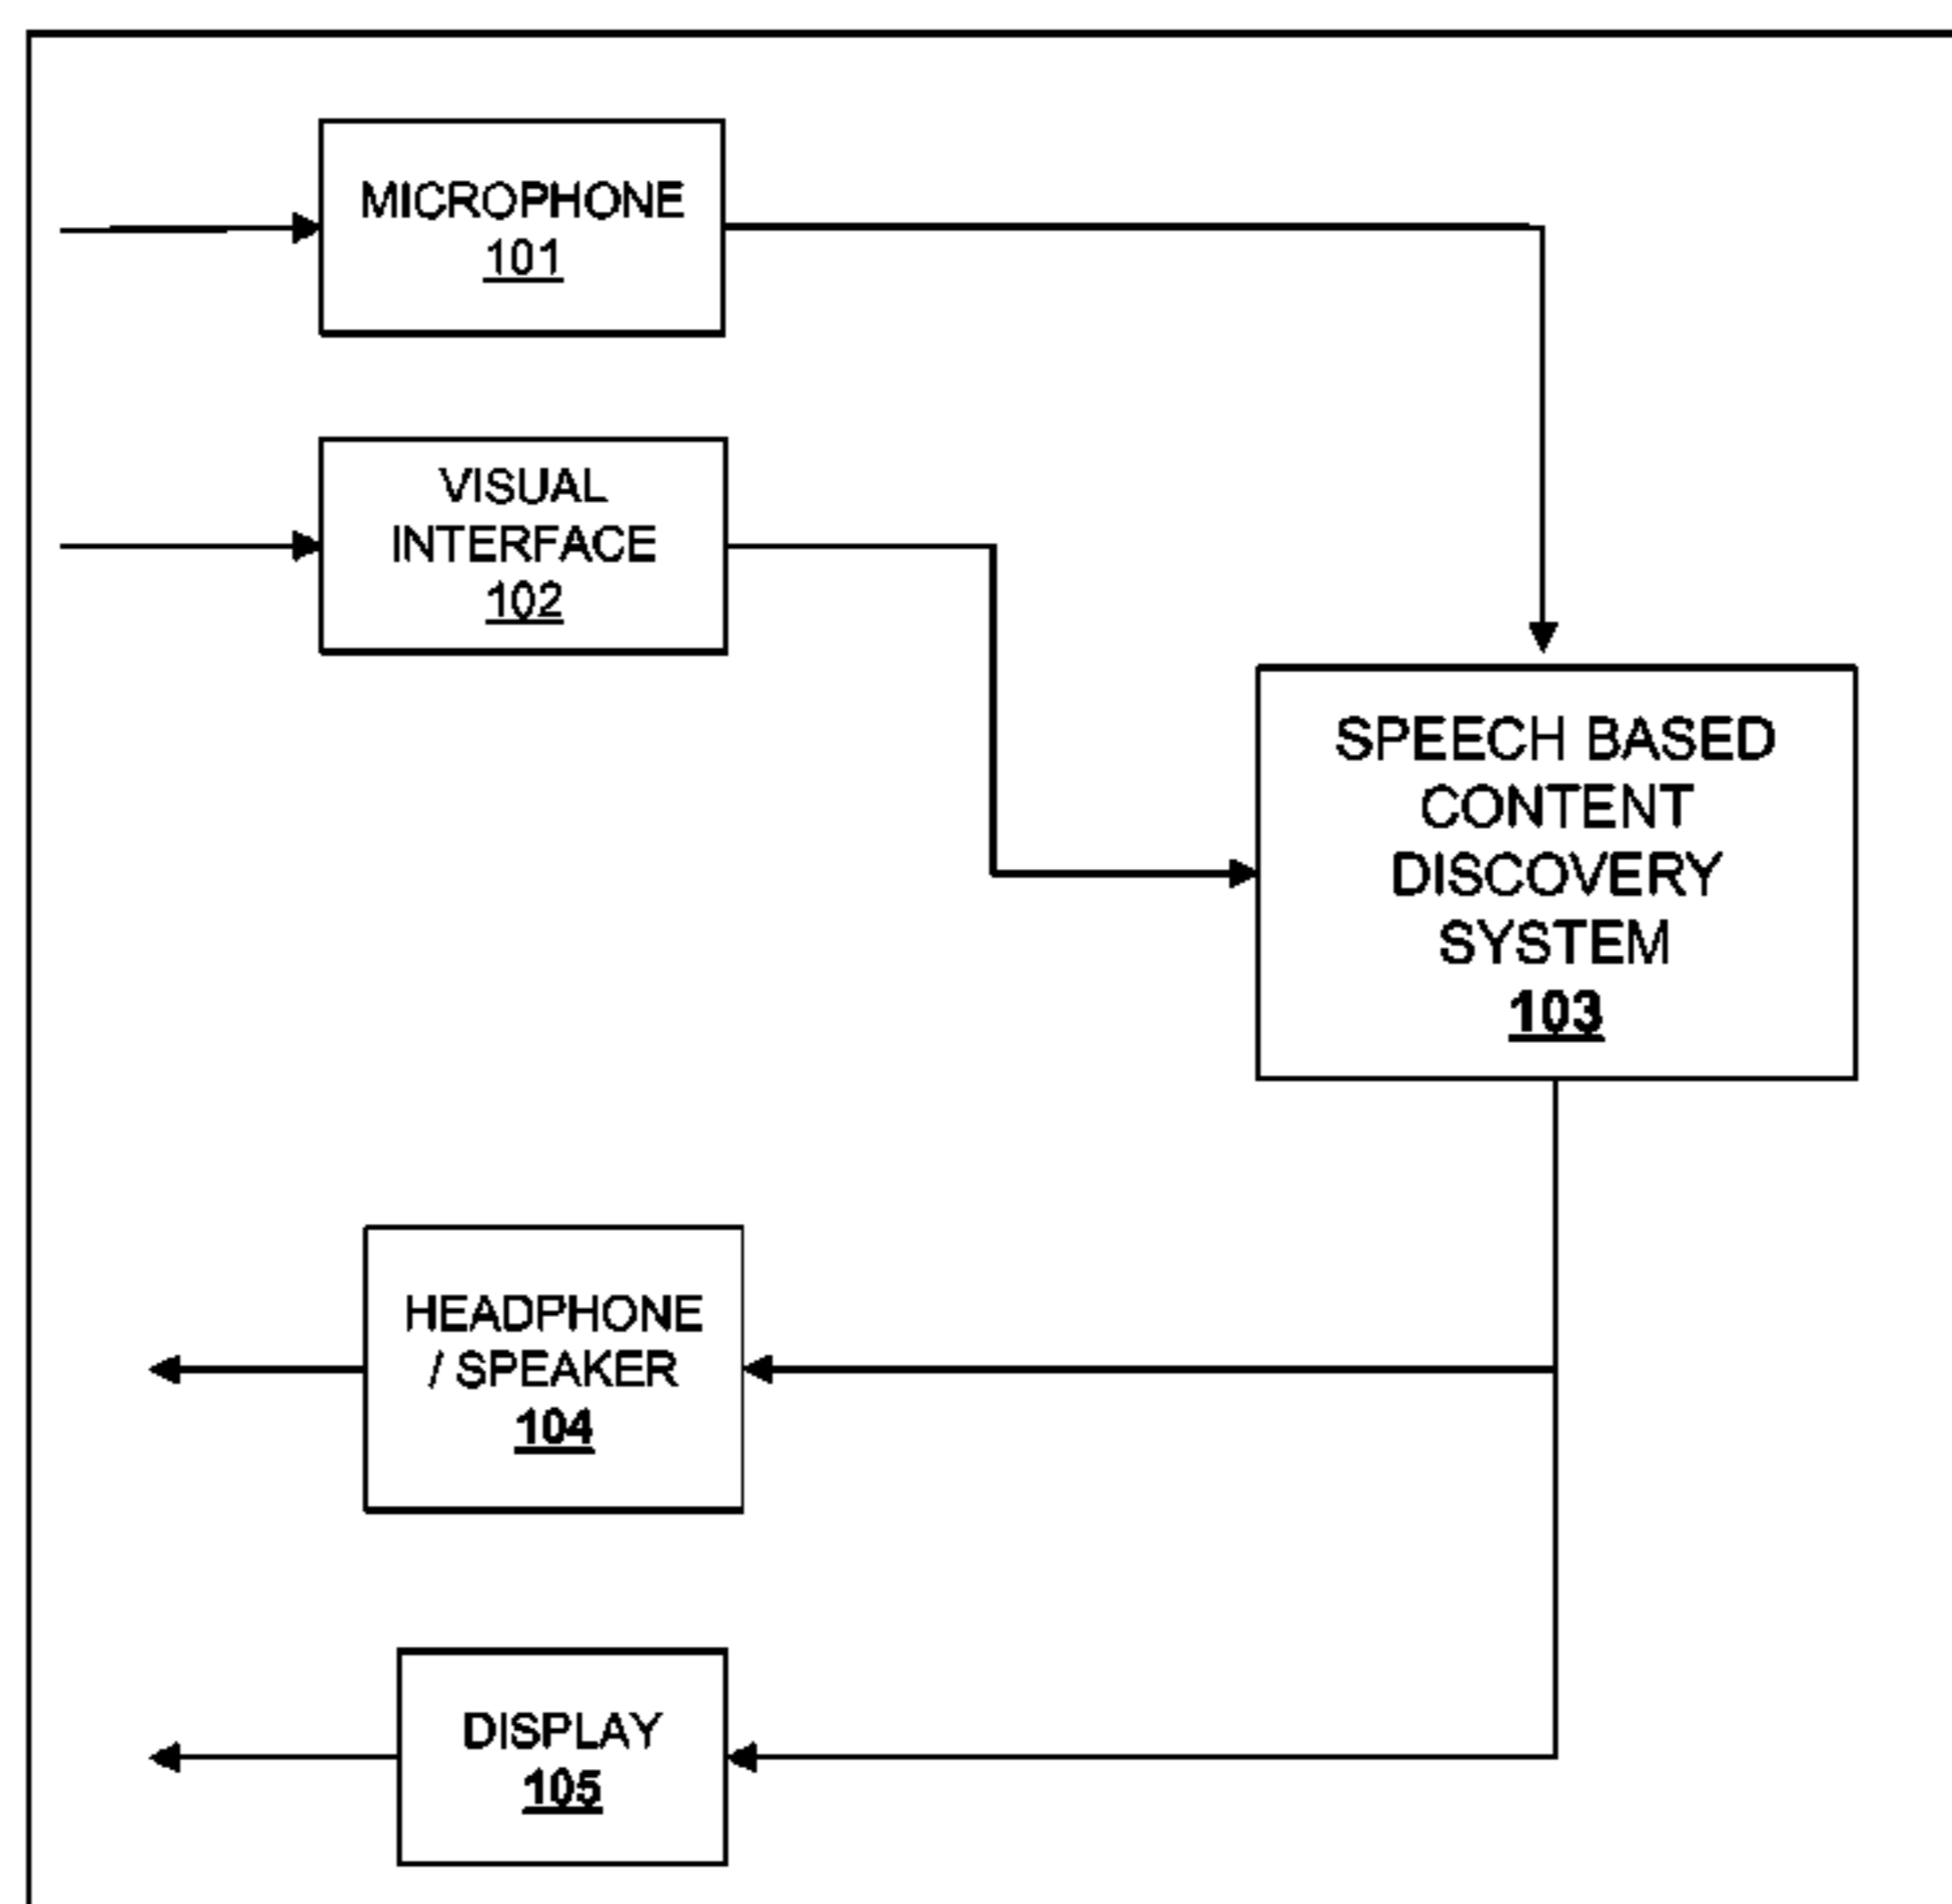 MICROPHONE
101
VISUAL
INTERFACE
102
SPEECH BASED
CONTENT
DISCOVERY
SYSTEM
103
HEADPHONE
/ SPEAKER
104
DISPLAY
105